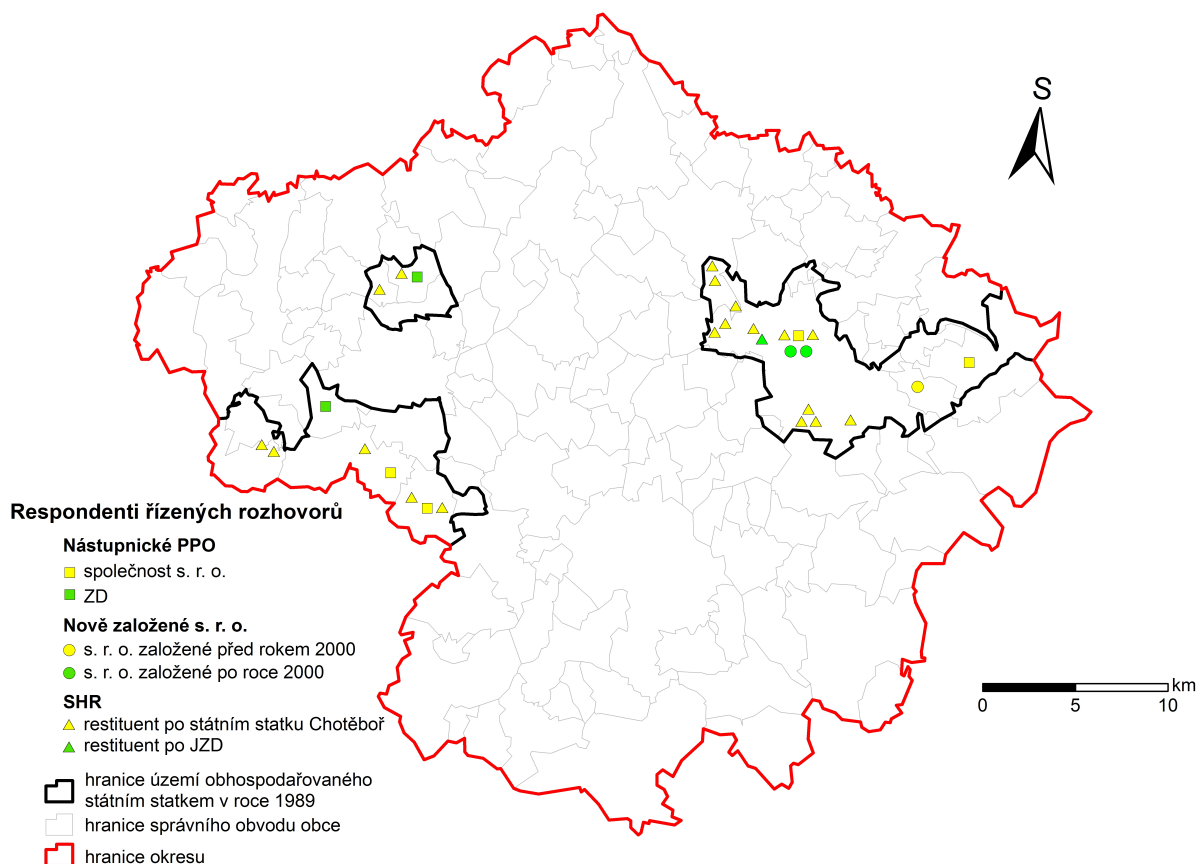 S
Respondenti řízených rozhovorů
Nástupnické PPO
společnost s. r. o.
ZD
Nově založené s. r. o.
s. r. o. založené před rokem 2000
s. r. o. založené po roce 2000
SHR
restituent po státním statku Chotěboř
restituent po JZD
hranice území obhospodařovaného
státním statkem v roce 1989
hranice správního obvodu obce
hranice okresu
km
0 5 10